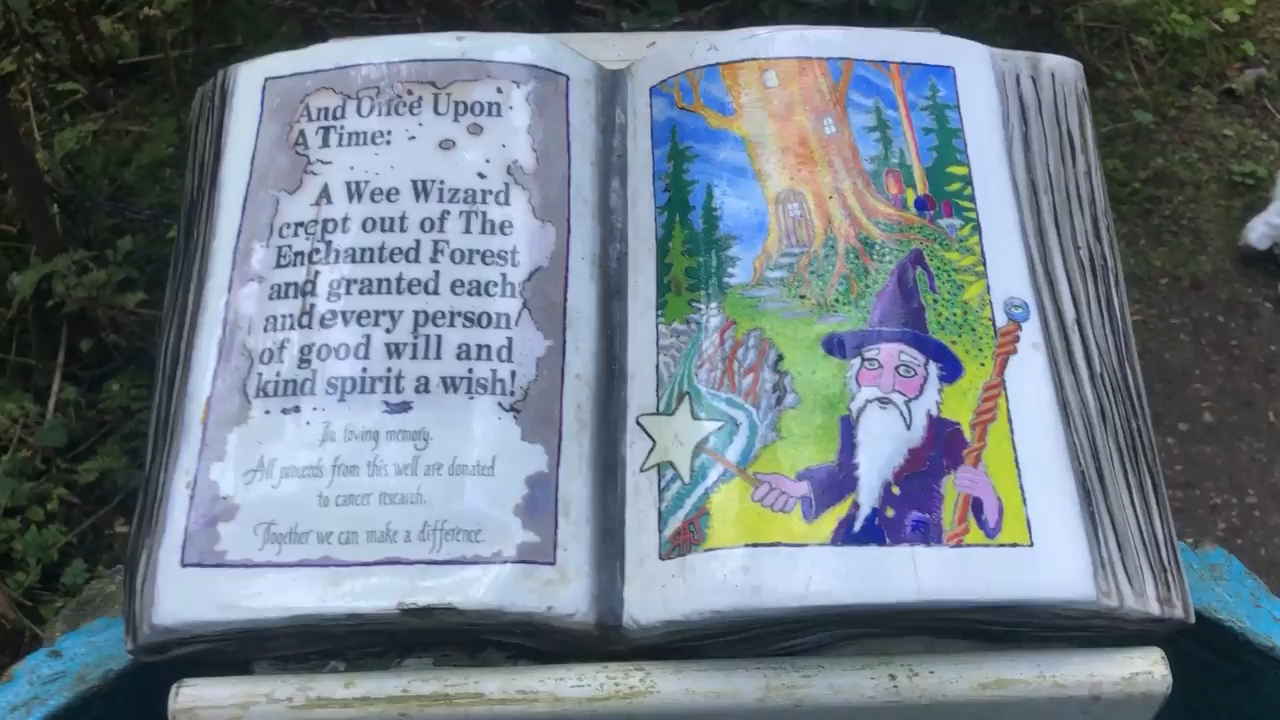 And Once Upon
A Time:
A Wee Wizard
crept out of The
Enchanted Forest
and granted each
and every person
of good will and
kind spirit a wish!
In loving memory.
All proceeds from this well are donated
to cancer research.
Together we can make a difference.